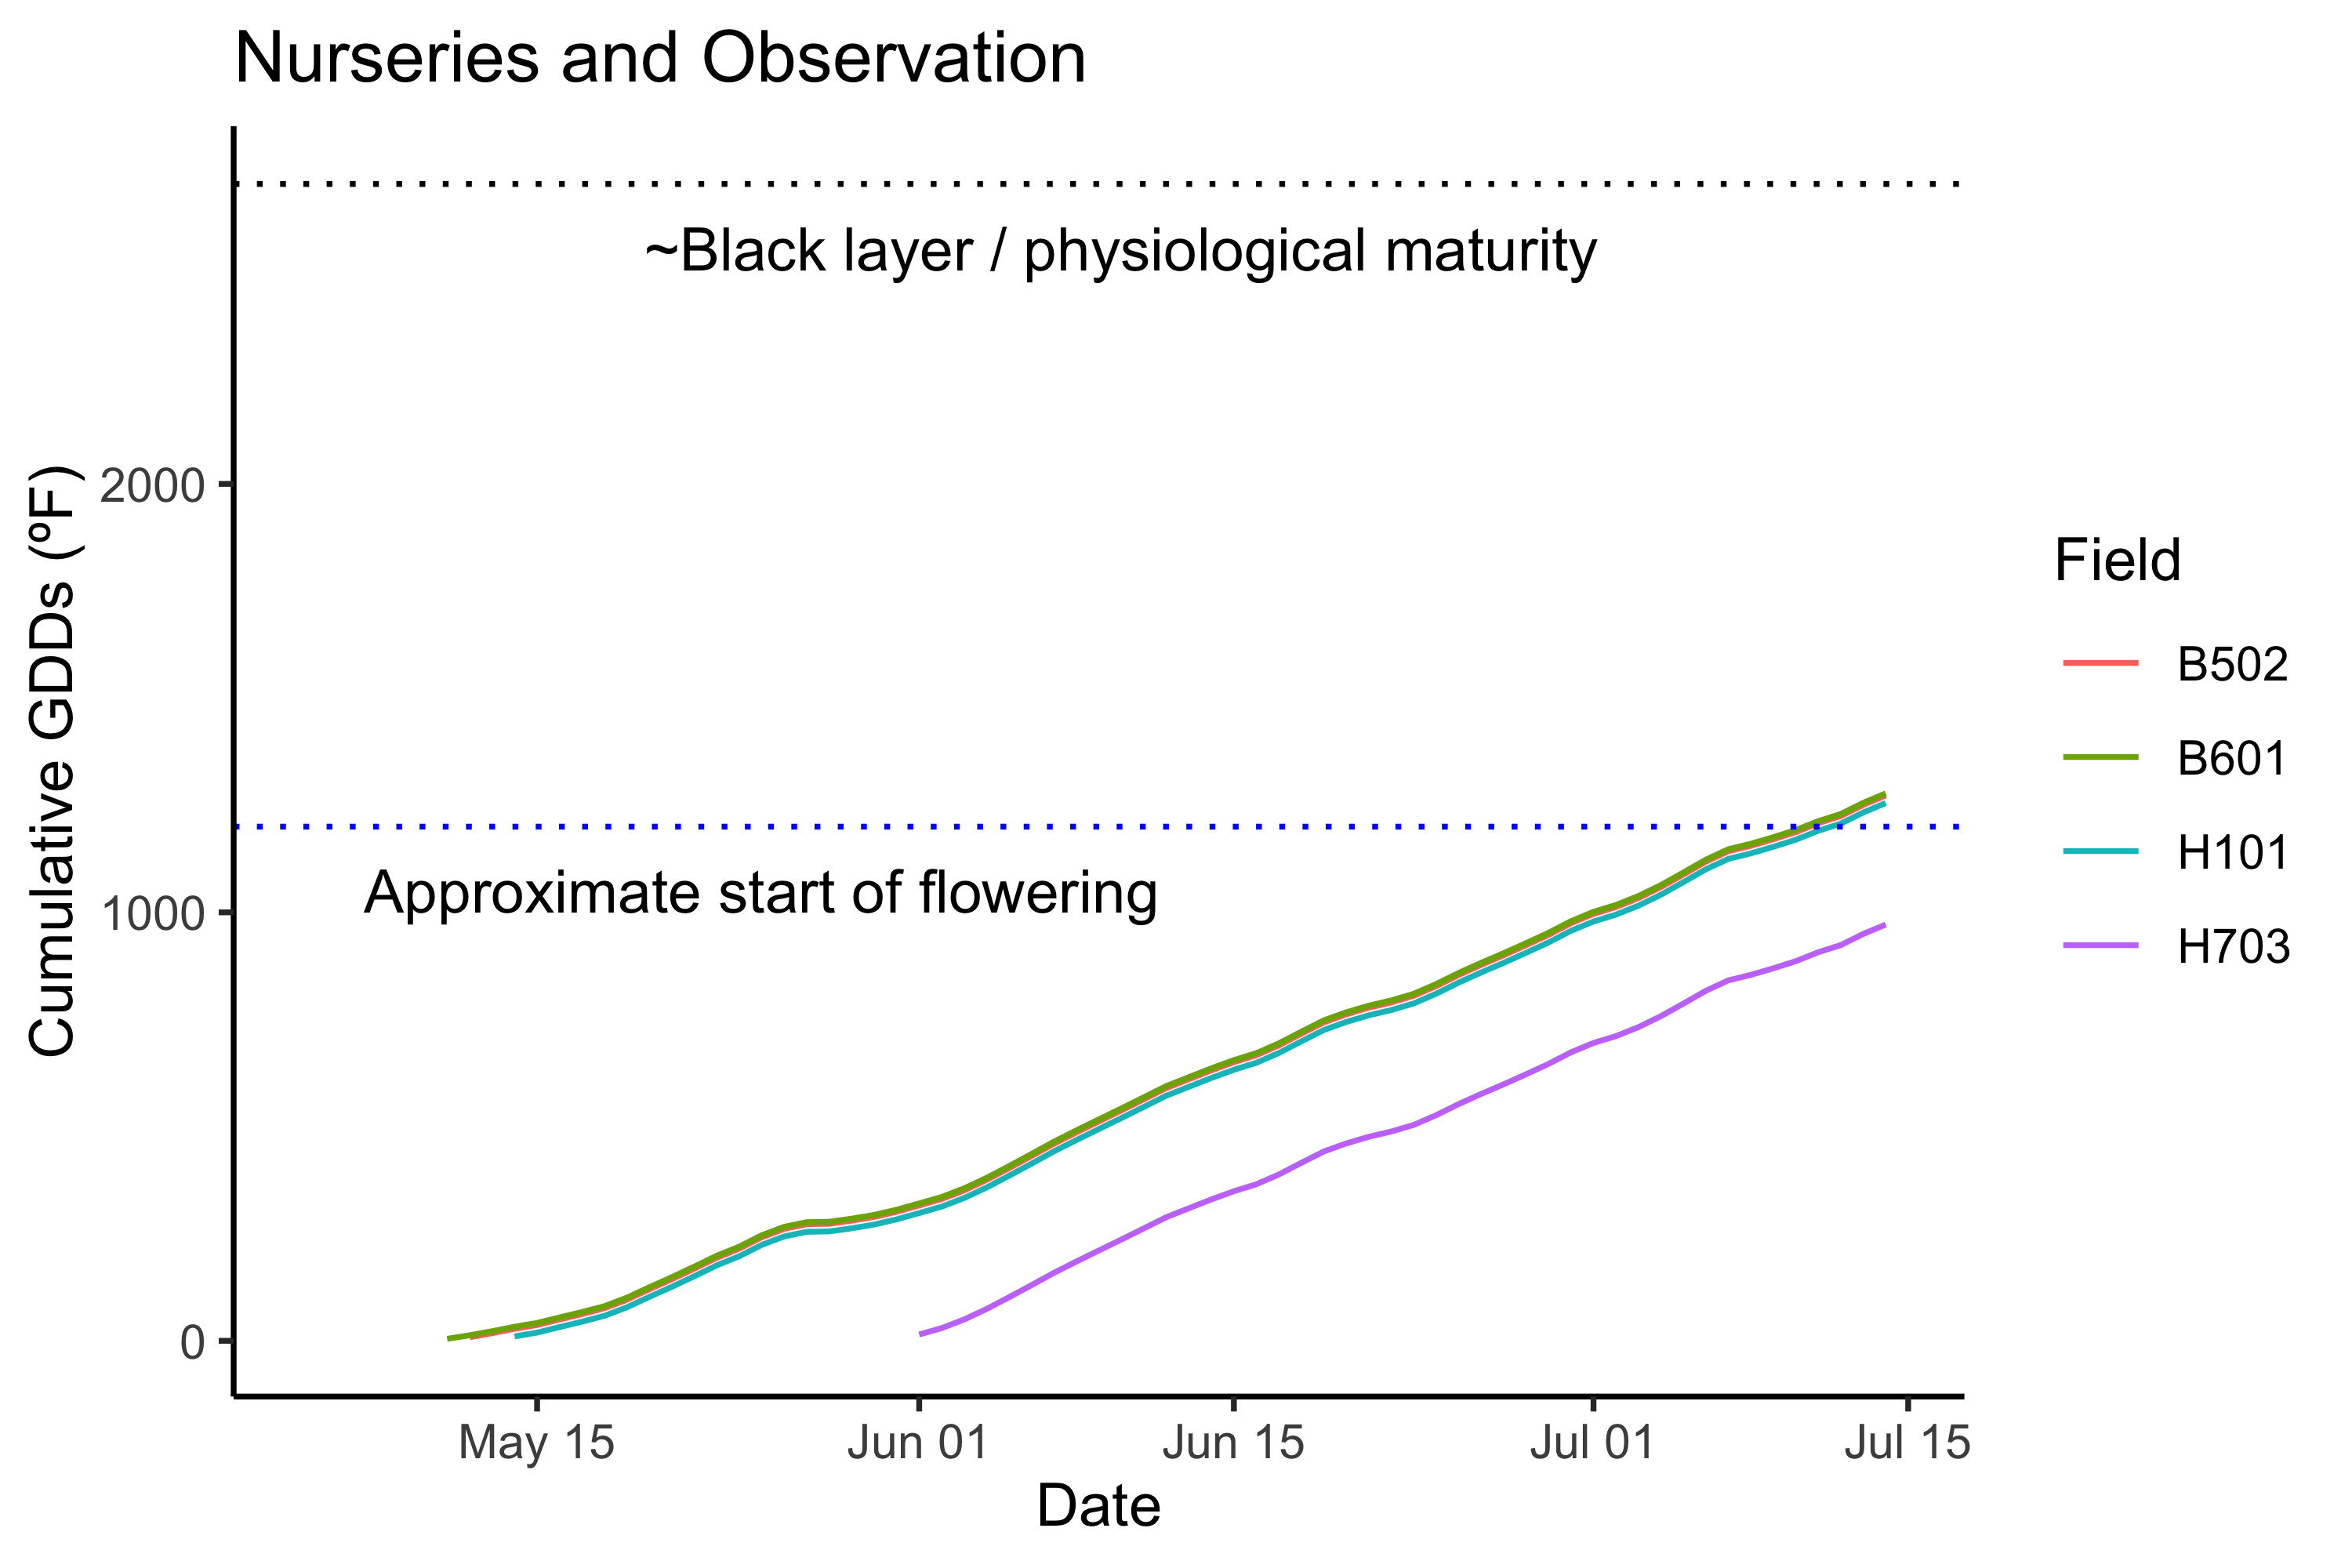 Nurseries and Observation
~Black layer / physiological maturity
Approximate start of flowering
Cumulative GDDs (ºF)
2000
1000
0
May 15
Jun 01
Jun 15
Jul 01
Jul 15
Date
Field
B502
B601
H101
H703